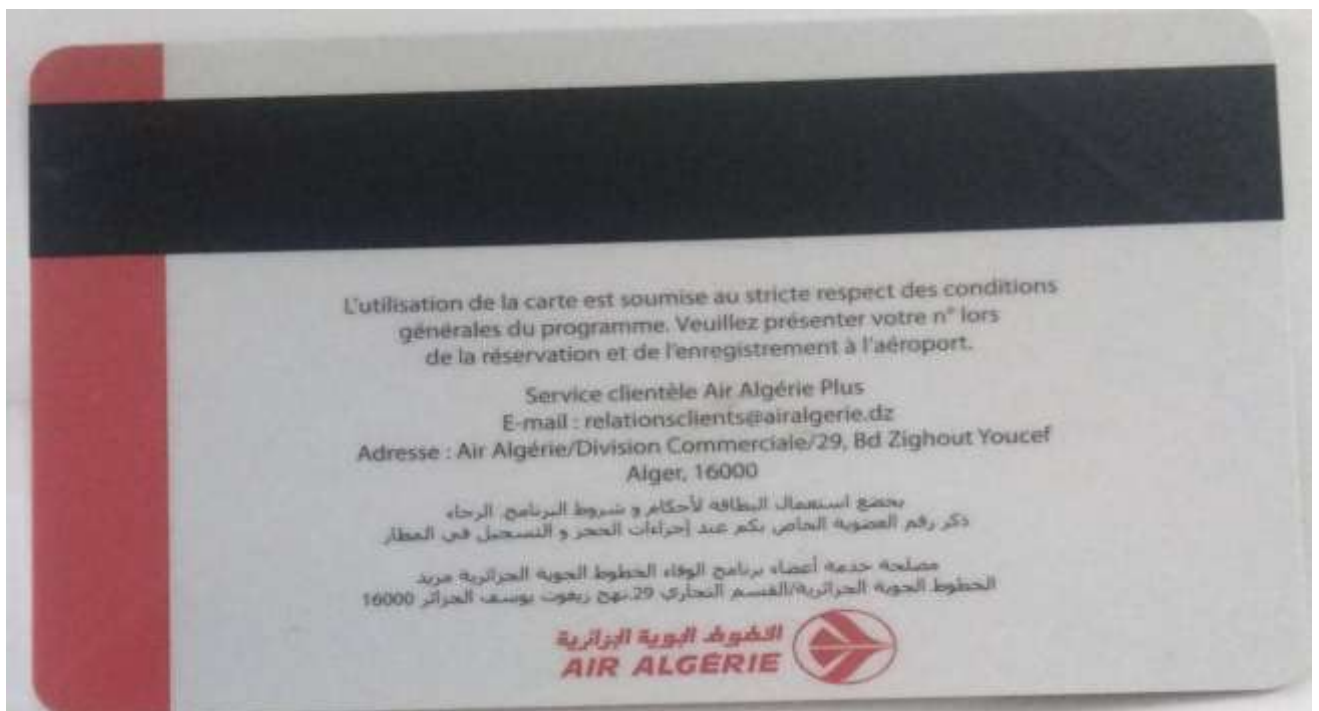 L'utilisation de la carte est soumise au stricte respect des conditions
générales du programme. Veuillez présenter votre n° lors
de la réservation et de l'enregistrement à l'aéroport.
Service clientèle Air Algérie Plus
E-mail : relationsclients@airalgerie.dz
Adresse : Air Algérie/Division Commerciale/29, Bd Zighout Youcef
Alger, 16000
يخضع استعمال البطاقة لأحكام و شروط البرنامج. الرجاء
ذكر رقم العضوية الخاص بكم عند إجراءات الحجز و التسجيل في المطار
مصلحة خدمة أعضاء برنامج الوفاء الخطوط الجوية الجزائرية مزيد
الخطوط الجوية الجزائرية/القسم التجاري 29.نهج زيغوت يوسف الجزائر 16000
الخطوط الجوية الجزائرية
AIR ALGÉRIE